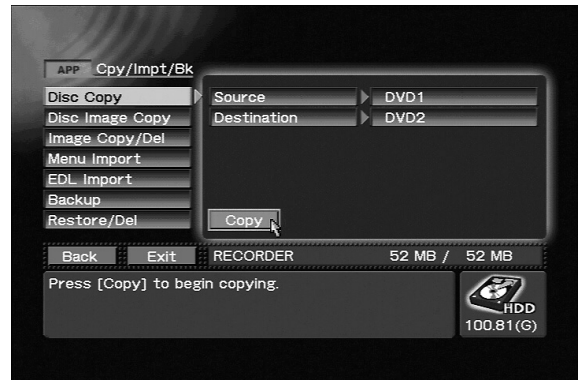 APP Cpy/Impt/Bk
Disc Copy
Disc Image Copy
Image Copy/Del
Menu Import
EDL Import
Backup
Restore/Del
Source DVD1
Destination DVD2
Copy
Back Exit RECORDER 52 MB / 52 MB
Press [Copy] to begin copying.
HDD
100.81(G)